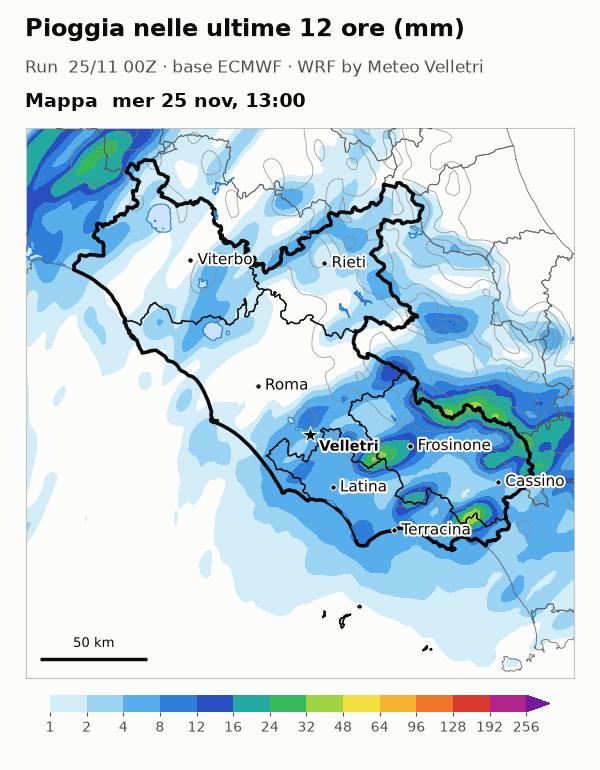 Pioggia nelle ultime 12 ore (mm)
Run  25/11 00Z · base ECMWF · WRF by Meteo Velletri
Mappa  mer 25 nov, 13:00
Viterbo
Rieti
Roma
Velletri
Frosinone
Cassino
Latina
Terracina
50 km
1 2 4 8 12 16 24 32 48 64 96 128 192 256